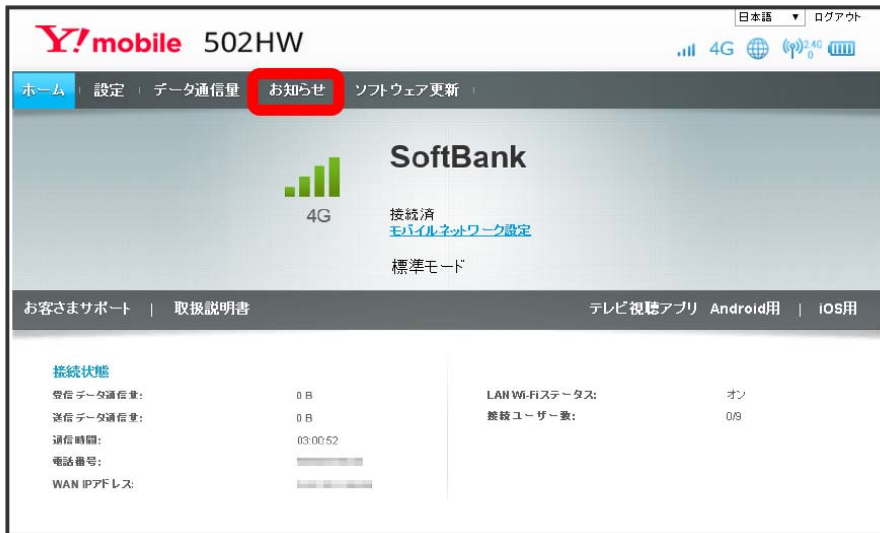 日本語 ▼ ログアウト
Y!mobile 502HW
4G 2.4G 0
ホーム 設定 データ通信量 お知らせ ソフトウェア更新
SoftBank
4G
接続済
モバイルネットワーク設定
標準モード
お客さまサポート | 取扱説明書 テレビ視聴アプリ Android用 | iOS用
接続状態
受信データ通信量: 0 B LAN Wi-Fiステータス: オン
送信データ通信量: 0 B 接続ユーザー数: 0/9
通信時間: 03:00:52
電話番号:
WAN IPアドレス: